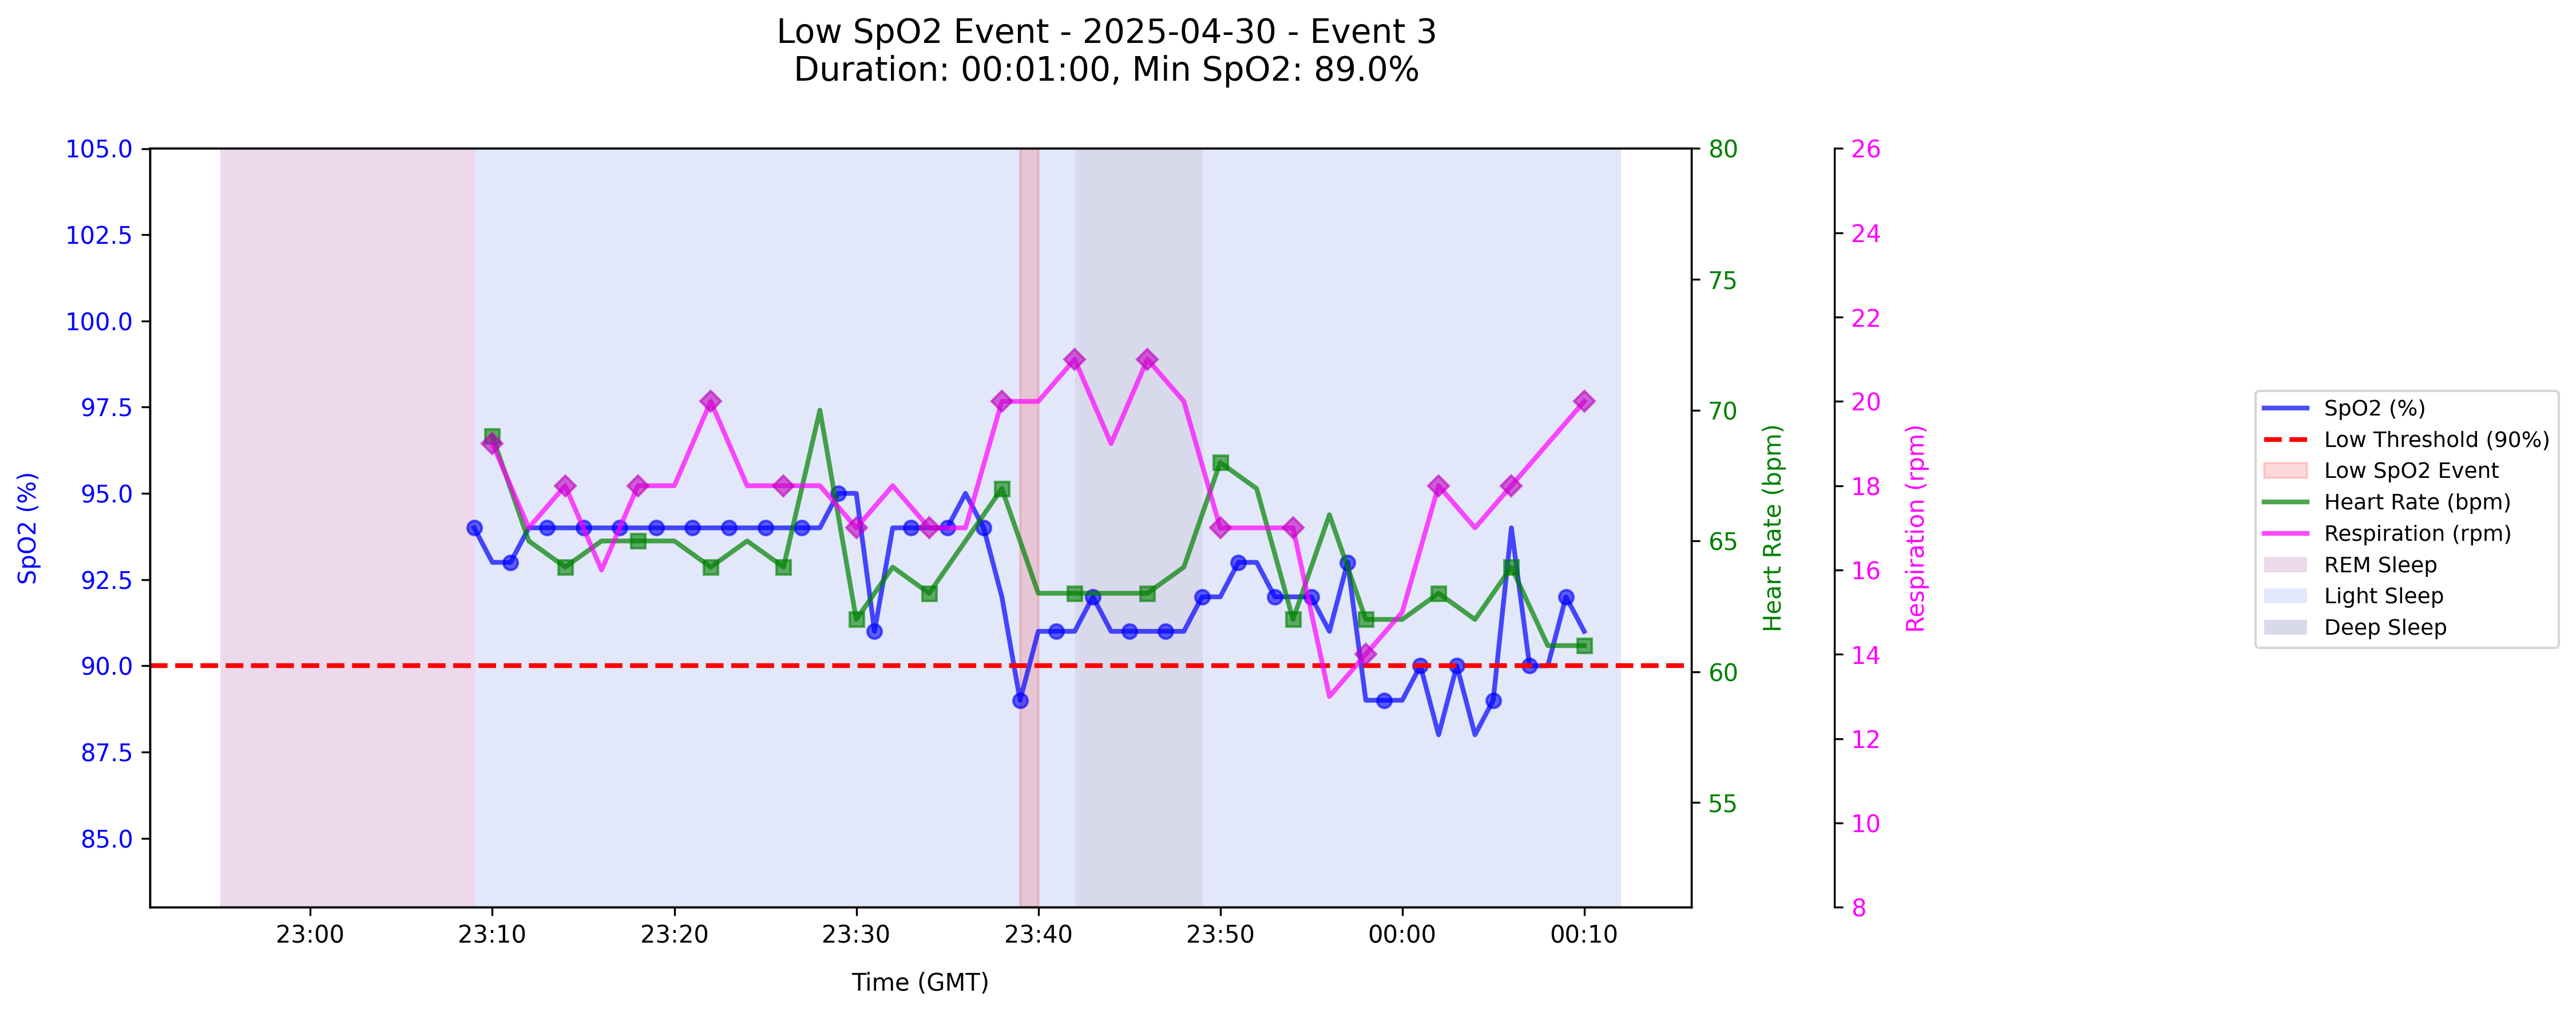 Low SpO2 Event - 2025-04-30 - Event 3
Duration: 00:01:00, Min SpO2: 89.0%
105.0
102.5
100.0
97.5
95.0
92.5
90.0
87.5
85.0
SpO2 (%)
23:00
23:10
23:20
23:30
23:40
23:50
00:00
00:10
Time (GMT)
80
75
70
65
60
55
Heart Rate (bpm)
26
24
22
20
18
16
14
12
10
8
Respiration (rpm)
SpO2 (%)
Low Threshold (90%)
Low SpO2 Event
Heart Rate (bpm)
Respiration (rpm)
REM Sleep
Light Sleep
Deep Sleep